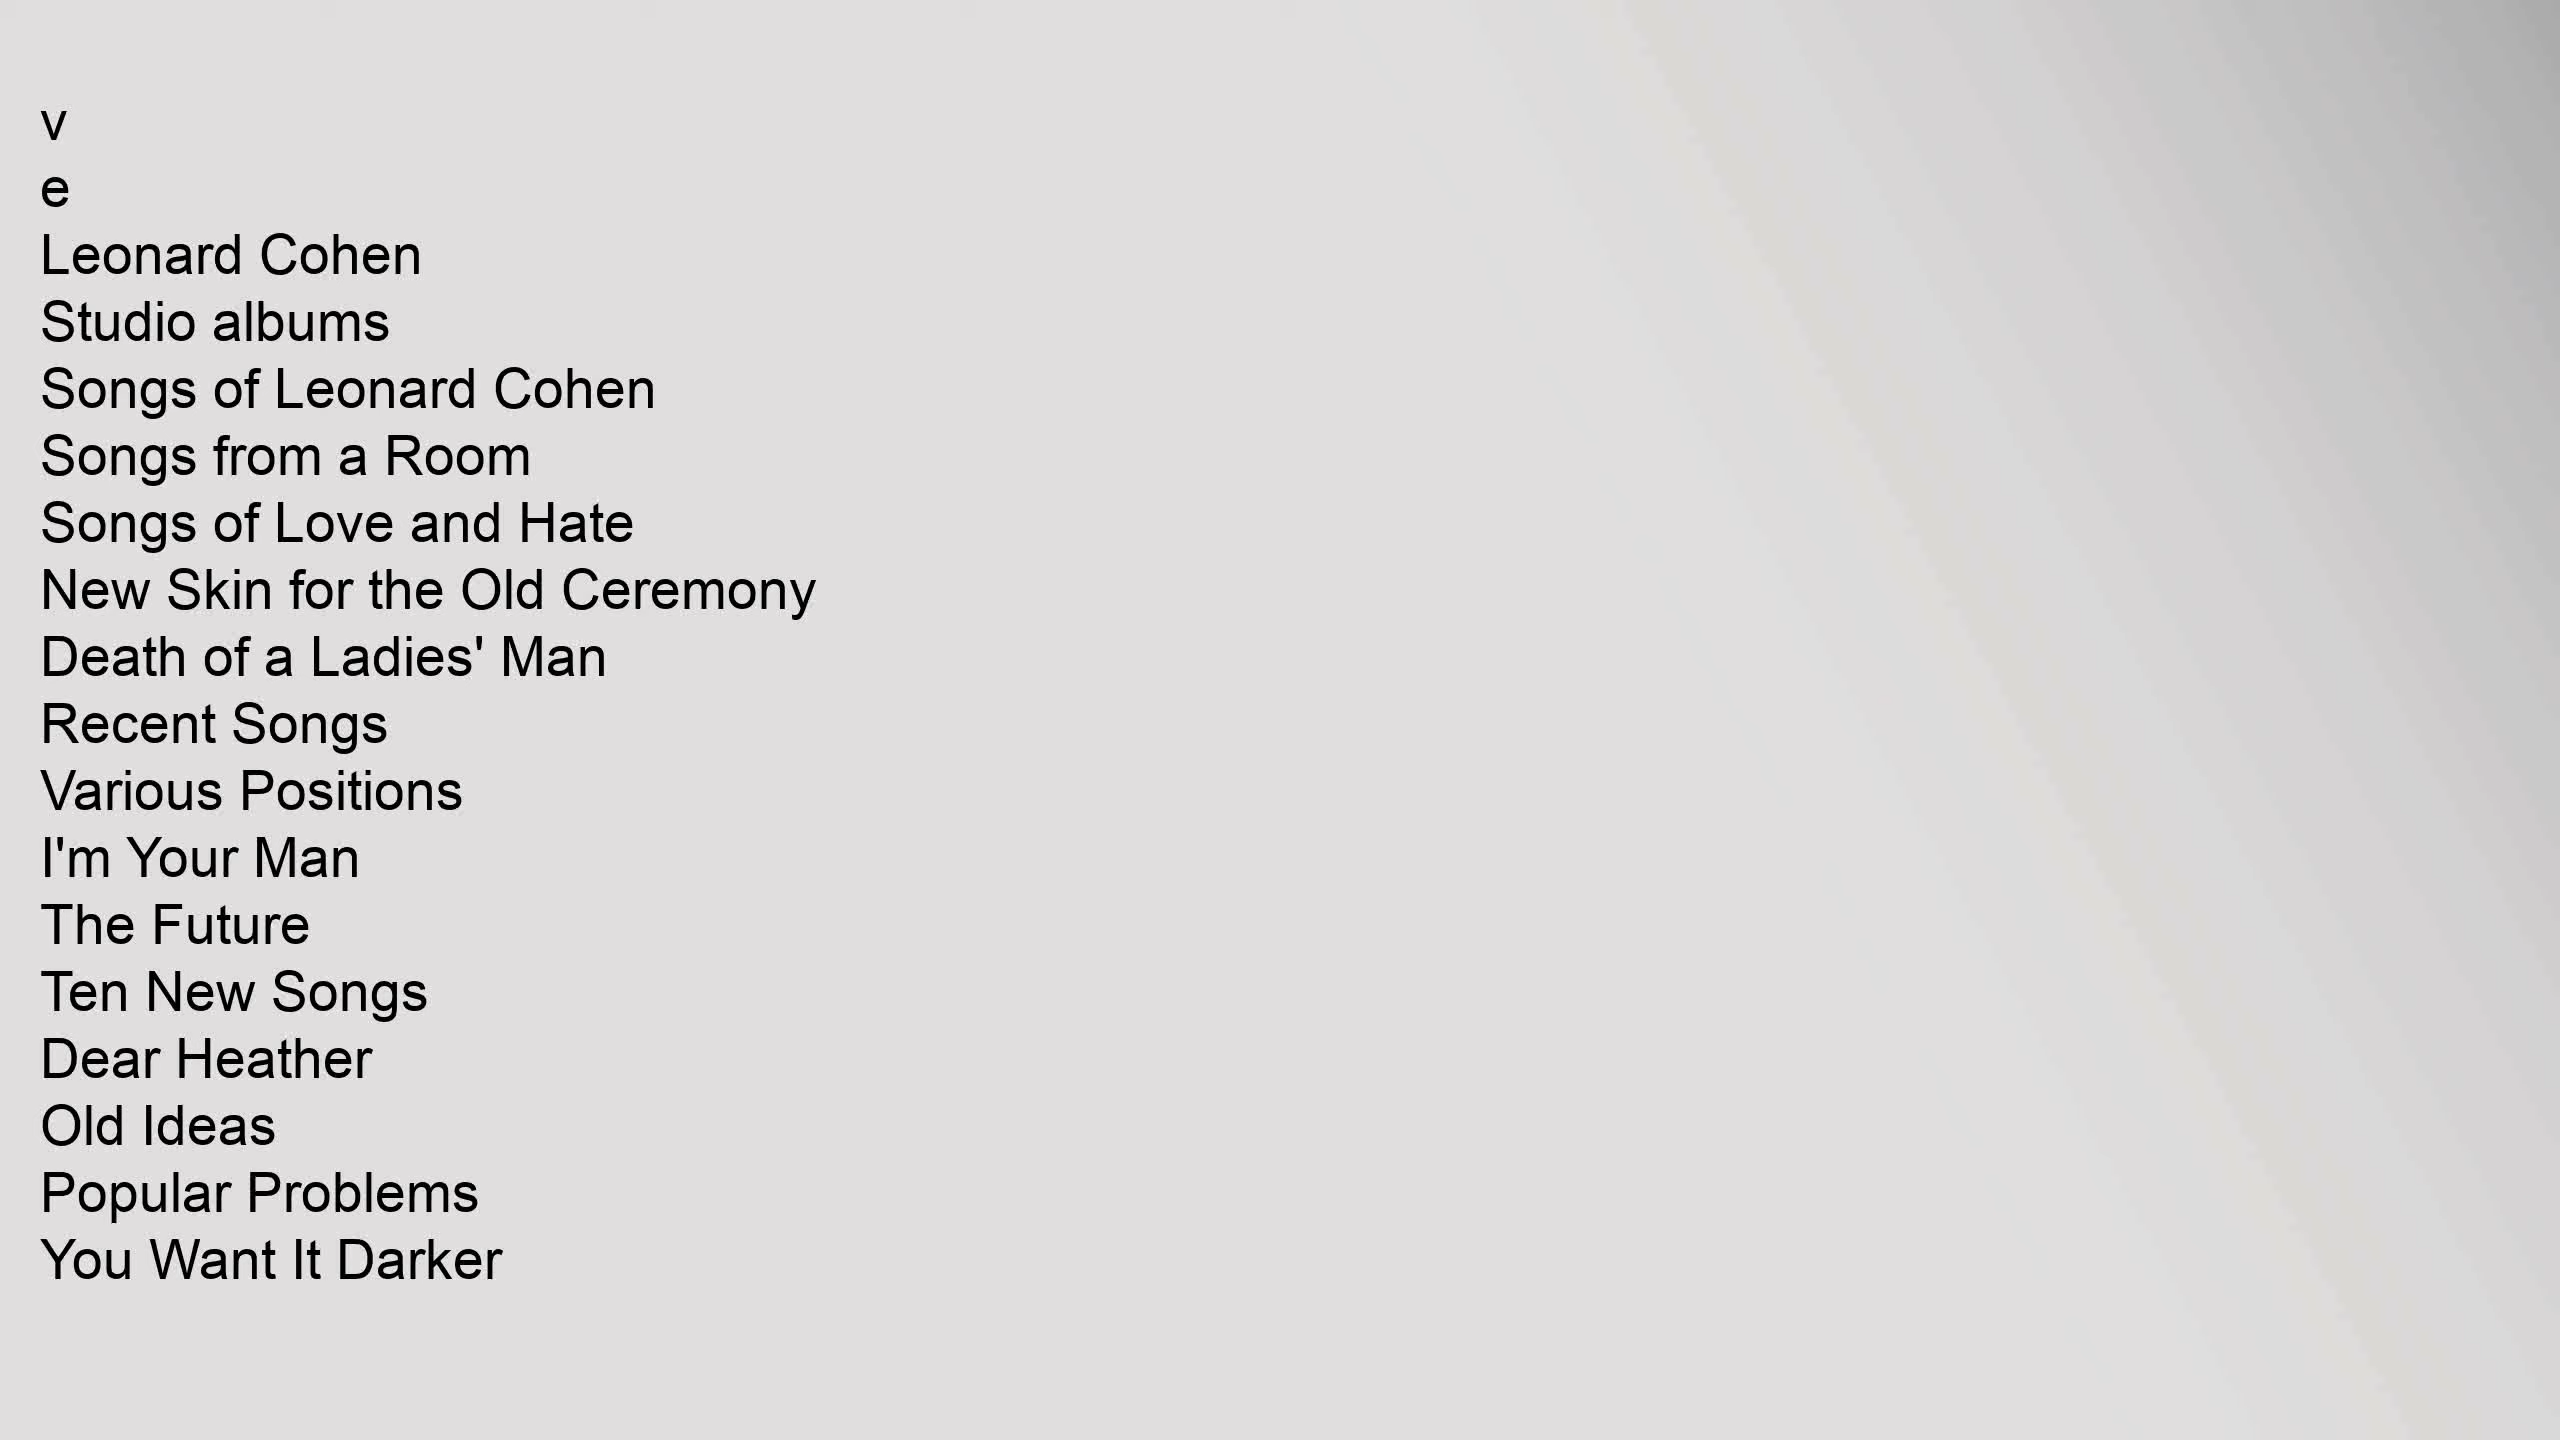 v
e
Leonard Cohen
Studio albums
Songs of Leonard Cohen
Songs from a Room
Songs of Love and Hate
New Skin for the Old Ceremony
Death of a Ladies' Man
Recent Songs
Various Positions
I'm Your Man
The Future
Ten New Songs
Dear Heather
Old Ideas
Popular Problems
You Want It Darker